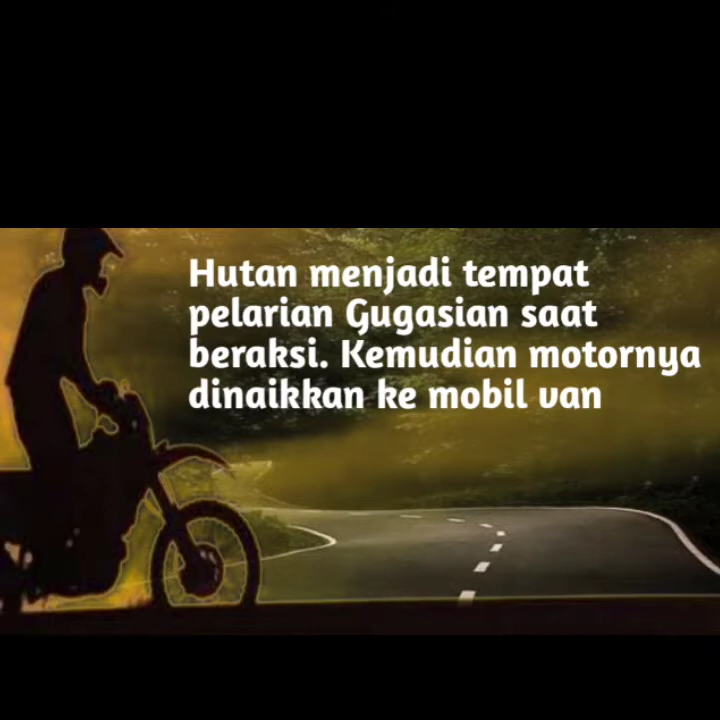 Hutan menjadi tempat
pelarian Gugasian saat
beraksi. Kemudian motornya
dinaikkan ke mobil van